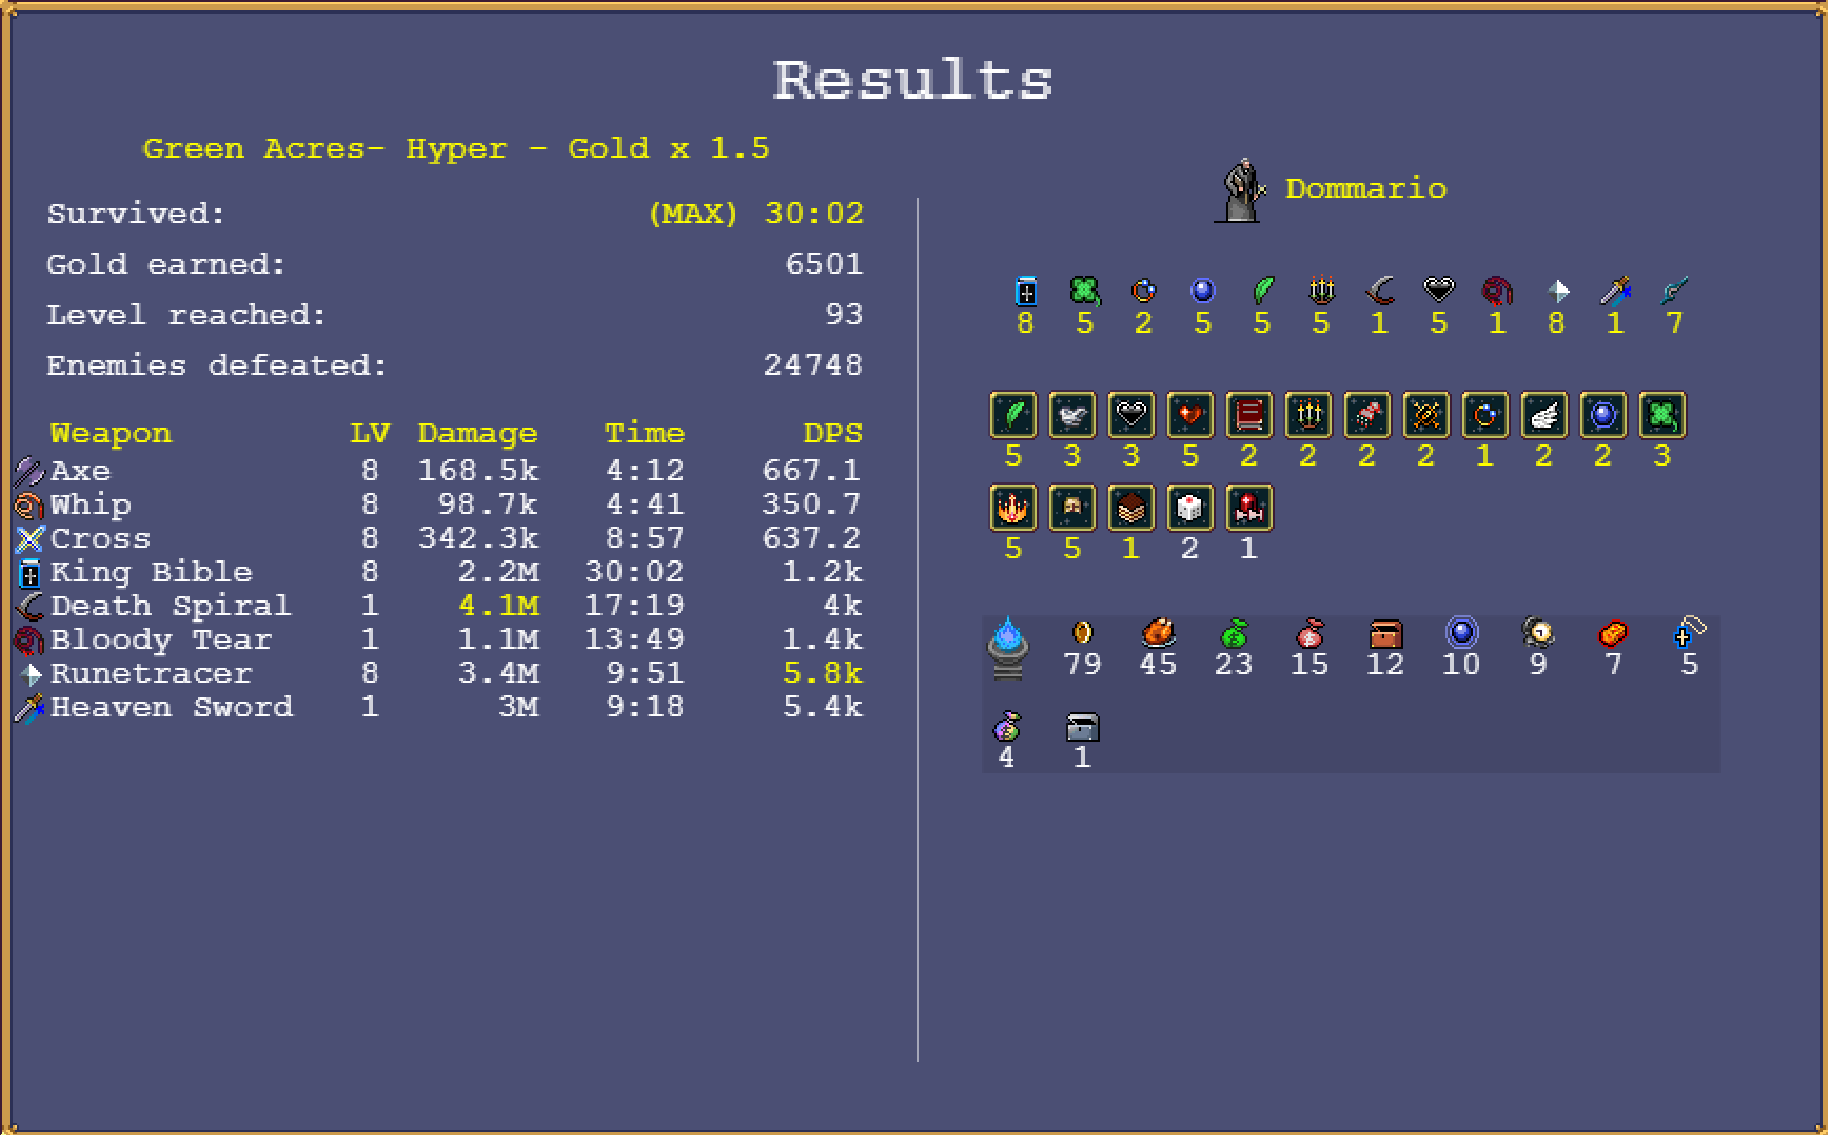 Results
Green Acres- Hyper - Gold x 1.5
Survived: (MAX) 30:02
Gold earned: 6501
Level reached: 93
Enemies defeated: 24748
Weapon LV Damage Time DPS
Axe 8 168.5k 4:12 667.1
Whip 8 98.7k 4:41 350.7
Cross 8 342.3k 8:57 637.2
King Bible 8 2.2M 30:02 1.2k
Death Spiral 1 4.1M 17:19 4k
Bloody Tear 1 1.1M 13:49 1.4k
Runetracer 8 3.4M 9:51 5.8k
Heaven Sword 1 3M 9:18 5.4k
Dommario
8 5 2 5 5 5 1 5 1 8 1 7
5 3 3 5 2 2 2 2 1 2 2 3
5 5 1 2 1
79 45 23 15 12 10 9 7 5
4 1